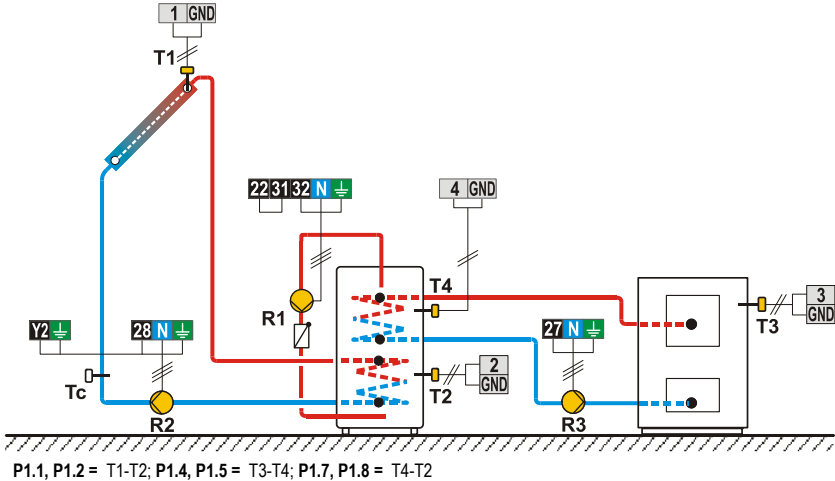 1 GND
T1
22 31 32 N
4 GND
T4
3
GND
T3
R1
Y2
28 N
27 N
2
GND
T2
Tc
R2
R3
P1.1, P1.2 = T1-T2; P1.4, P1.5 = T3-T4; P1.7, P1.8 = T4-T2